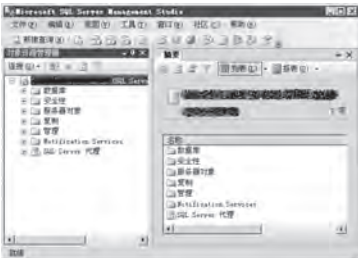 Microsoft SQL Server Management Studio
文件(F) 编辑(E) 视图(V) 工具(T) 窗口(W) 社区(C) 帮助(H)
新建查询(N)
对象资源管理器
摘要
连接(O)
列表(L)
报表(R)
SQL Serv
数据库
安全性
服务器对象
复制
管理
Notification Services
SQL Server 代理
名称
数据库
安全性
服务器对象
复制
管理
Notification Services
SQL Server 代理
就绪